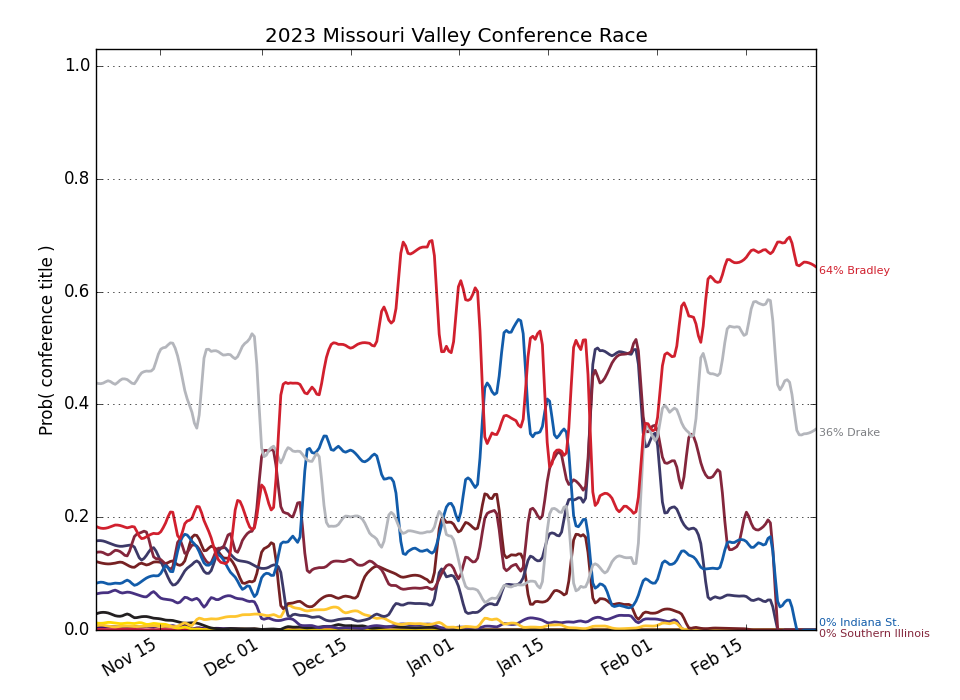 2023 Missouri Valley Conference Race
Prob( conference title )
1.0
0.8
0.6
0.4
0.2
0.0
64% Bradley
36% Drake
0% Indiana St.
0% Southern Illinois
Nov 15
Dec 01
Dec 15
Jan 01
Jan 15
Feb 01
Feb 15